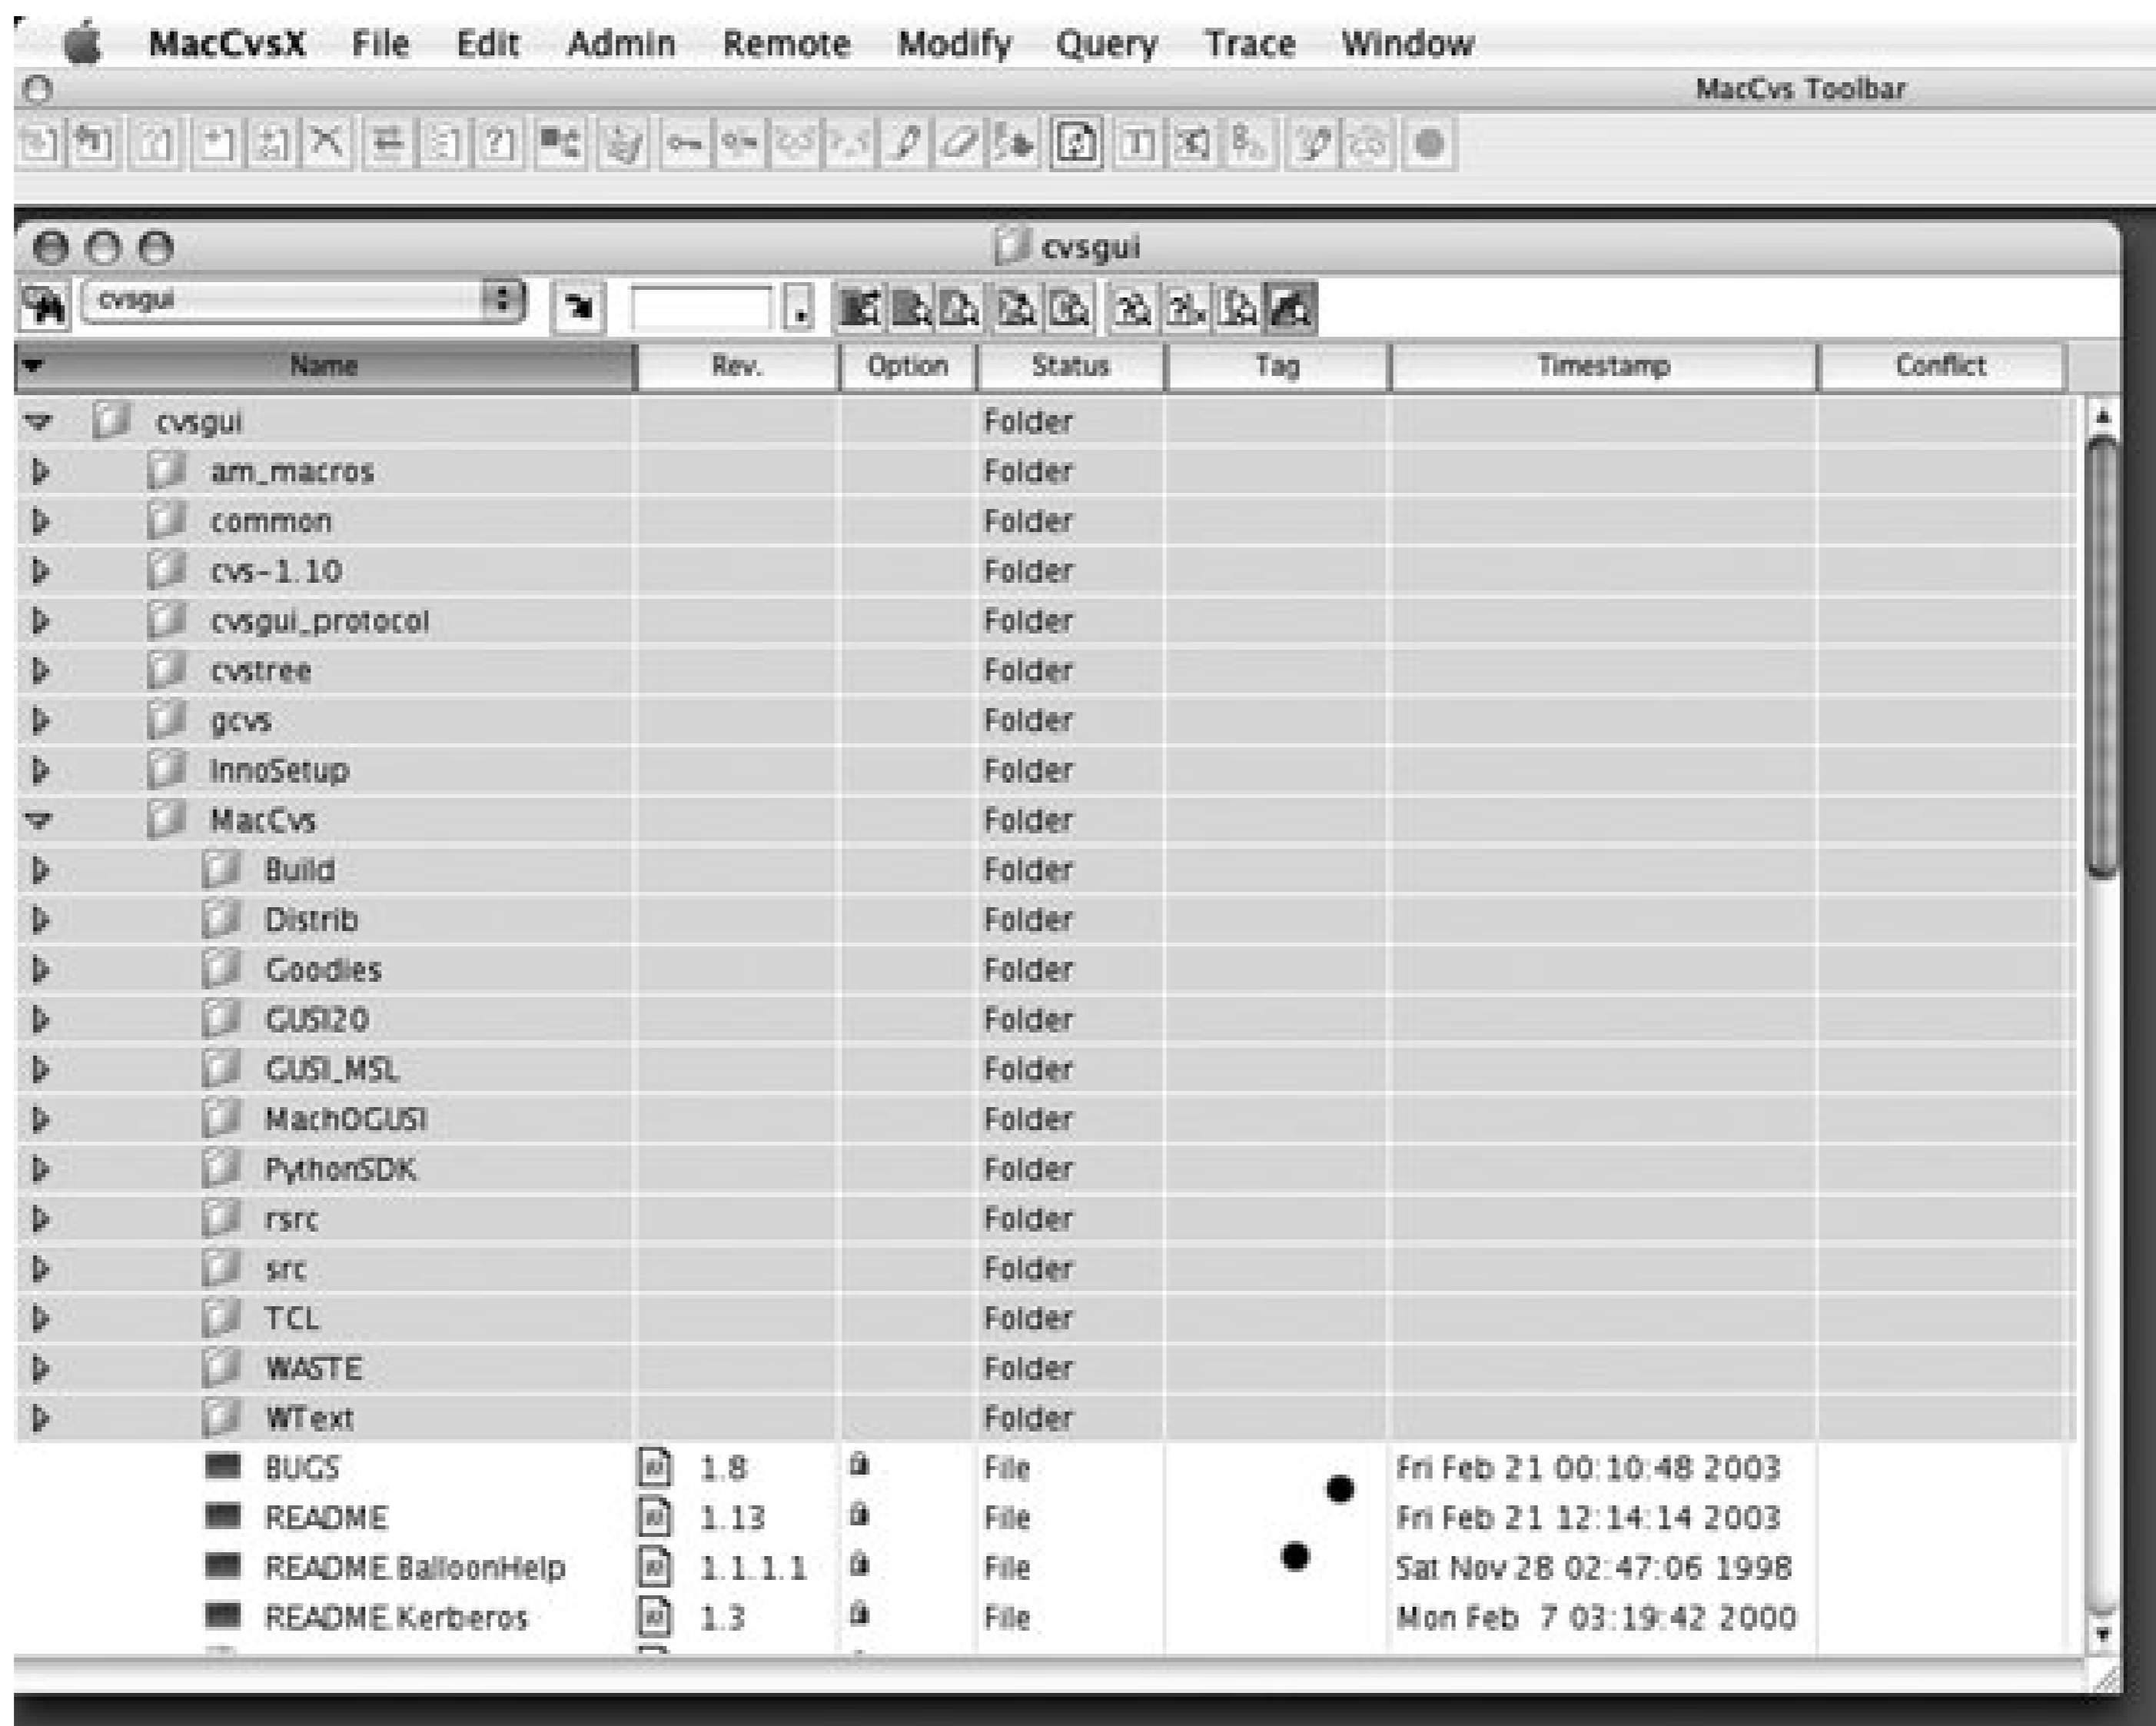 MacCvsX File Edit Admin Remote Modify Query Trace Window
MacCvs Toolbar
cvsgui
cvsgui
Name Rev. Option Status Tag Timestamp Conflict
cvsgui Folder
am_macros Folder
common Folder
cvs-1.10 Folder
cvsgui_protocol Folder
cvstree Folder
gcvs Folder
InnoSetup Folder
MacCvs Folder
Build Folder
Distrib Folder
Goodies Folder
GUSI20 Folder
GUSI_MSL Folder
MachOGUSI Folder
PythonSDK Folder
rsrc Folder
src Folder
TCL Folder
WASTE Folder
WText Folder
BUGS 1.8 File Fri Feb 21 00:10:48 2003
README 1.13 File Fri Feb 21 12:14:14 2003
README.BalloonHelp 1.1.1.1 File Sat Nov 28 02:47:06 1998
README.Kerberos 1.3 File Mon Feb 7 03:19:42 2000